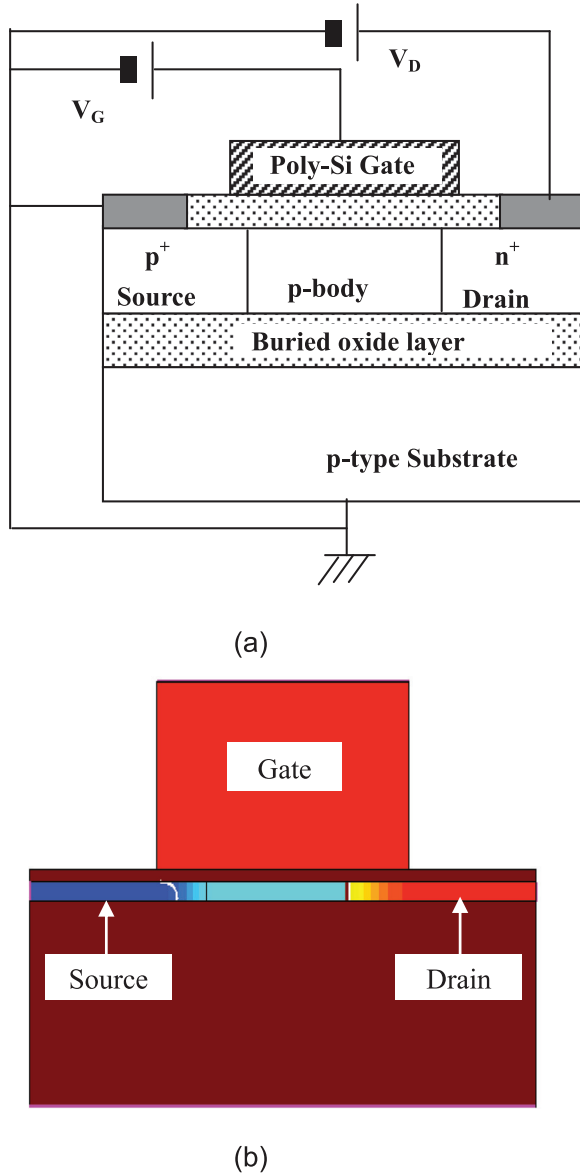 V_D
V_G
Poly-Si Gate
p⁺ n⁺
Source p-body Drain
Buried oxide layer
p-type Substrate
(a)
Gate
Source Drain
(b)